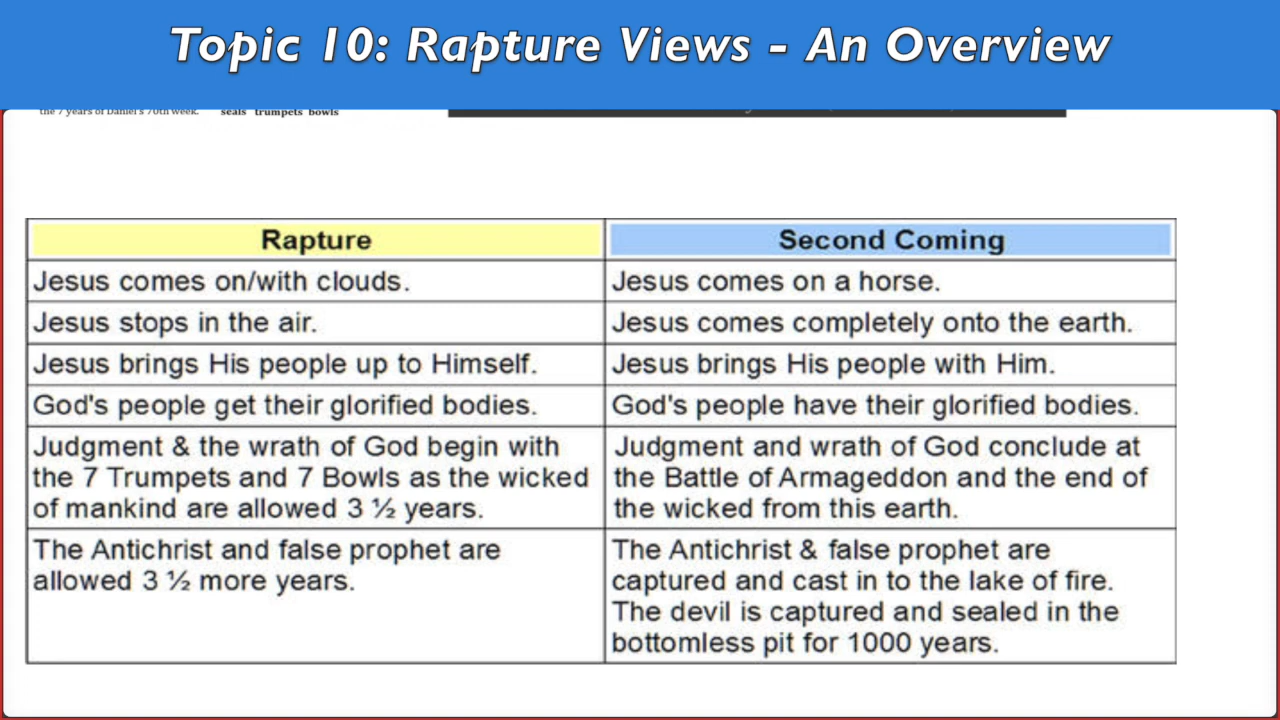 Topic 10: Rapture Views - An Overview
the 7 years of Daniel's 70th week. seals trumpets bowls
Rapture
Second Coming
Jesus comes on/with clouds.
Jesus comes on a horse.
Jesus stops in the air.
Jesus comes completely onto the earth.
Jesus brings His people up to Himself.
Jesus brings His people with Him.
God's people get their glorified bodies.
God's people have their glorified bodies.
Judgment & the wrath of God begin with
the 7 Trumpets and 7 Bowls as the wicked
of mankind are allowed 3 ½ years.
Judgment and wrath of God conclude at
the Battle of Armageddon and the end of
the wicked from this earth.
The Antichrist and false prophet are
allowed 3 ½ more years.
The Antichrist & false prophet are
captured and cast in to the lake of fire.
The devil is captured and sealed in the
bottomless pit for 1000 years.